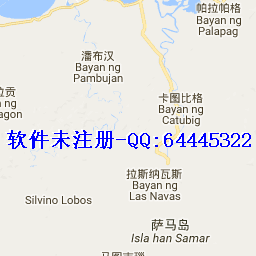 帕拉帕格
Bayan ng
Palapag
潘布汉
Bayan ng
Pambujan
拉贡
an ng
agon
卡图比格
Bayan ng
Catubig
软件未注册-QQ:64445322
拉斯纳瓦斯
Bayan ng
Las Navas
Silvino Lobos
萨马岛
Isla han Samar